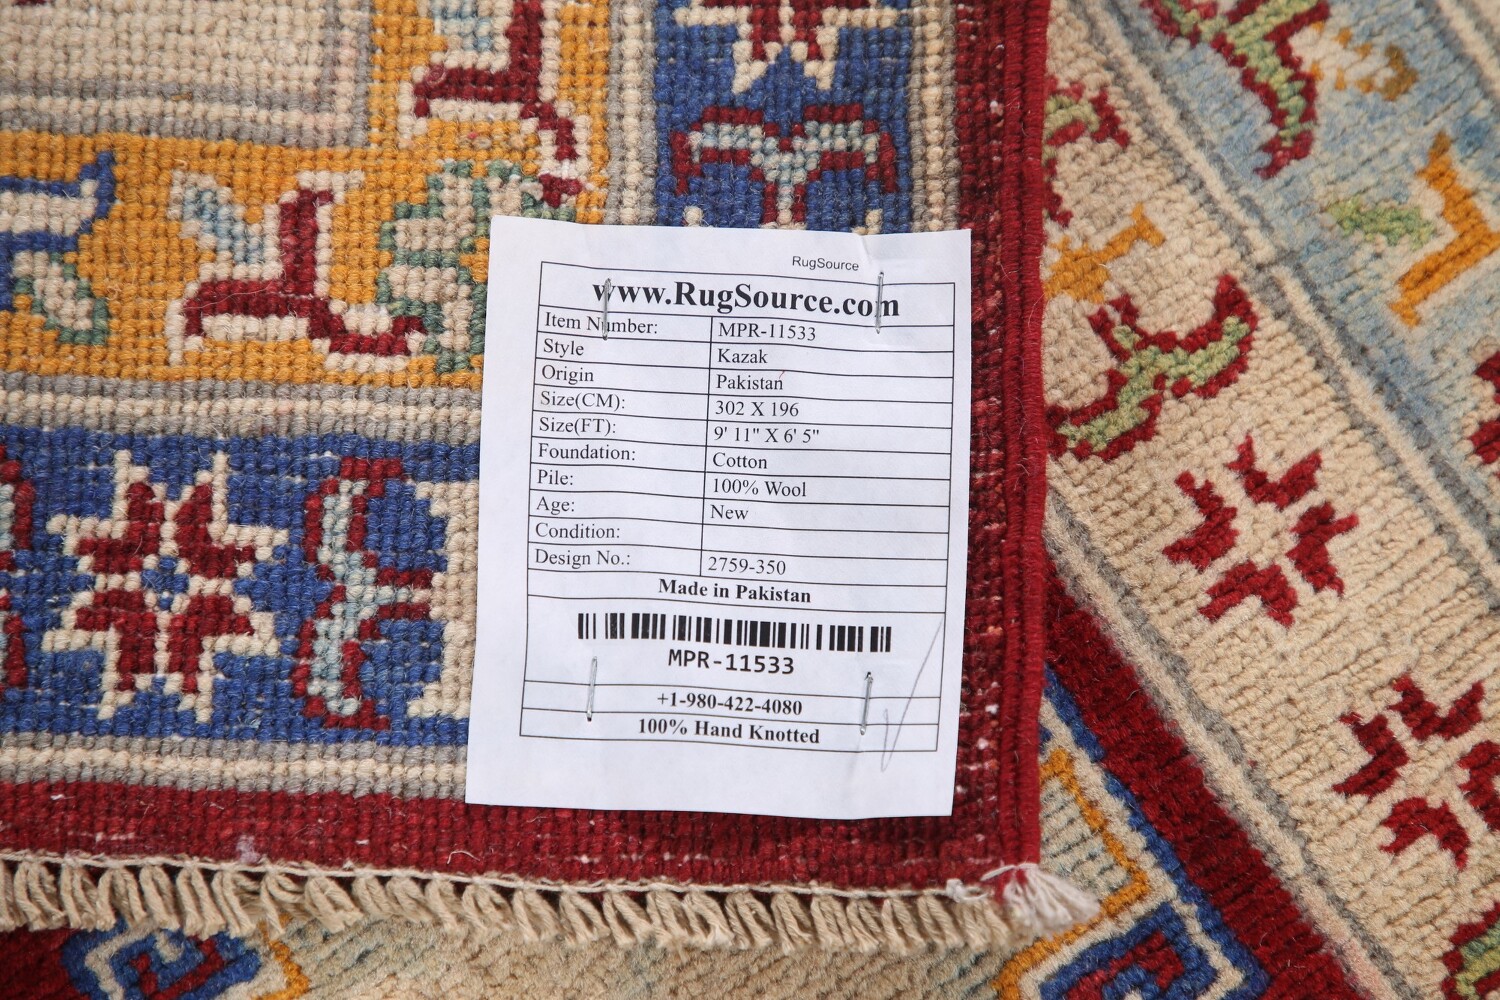 RugSource
www.RugSource.com
Item Number: MPR-11533
Style Kazak
Origin Pakistan
Size(CM): 302 X 196
Size(FT): 9' 11" X 6' 5"
Foundation: Cotton
Pile: 100% Wool
Age: New
Condition:
Design No.: 2759-350
Made in Pakistan
MPR-11533
+1-980-422-4080
100% Hand Knotted